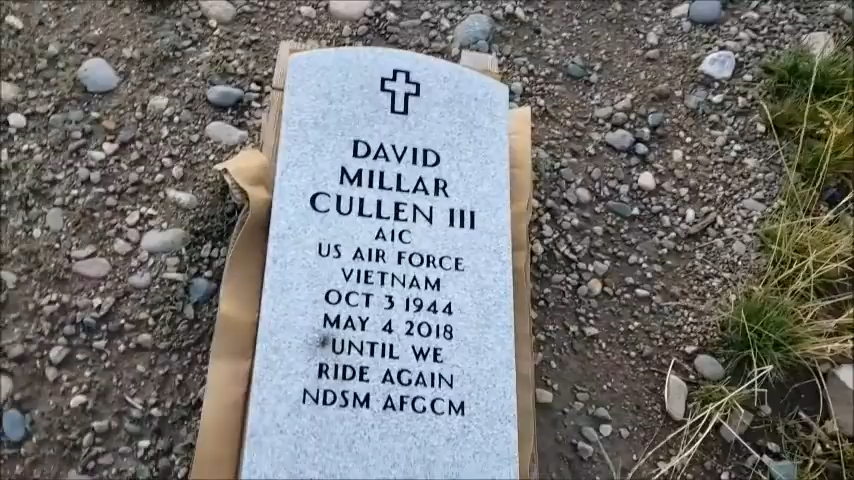 DAVID
MILLAR
CULLEN III
A1C
US AIR FORCE
VIETNAM
OCT 3 1944
MAY 4 2018
UNTIL WE
RIDE AGAIN
NDSM AFGCM